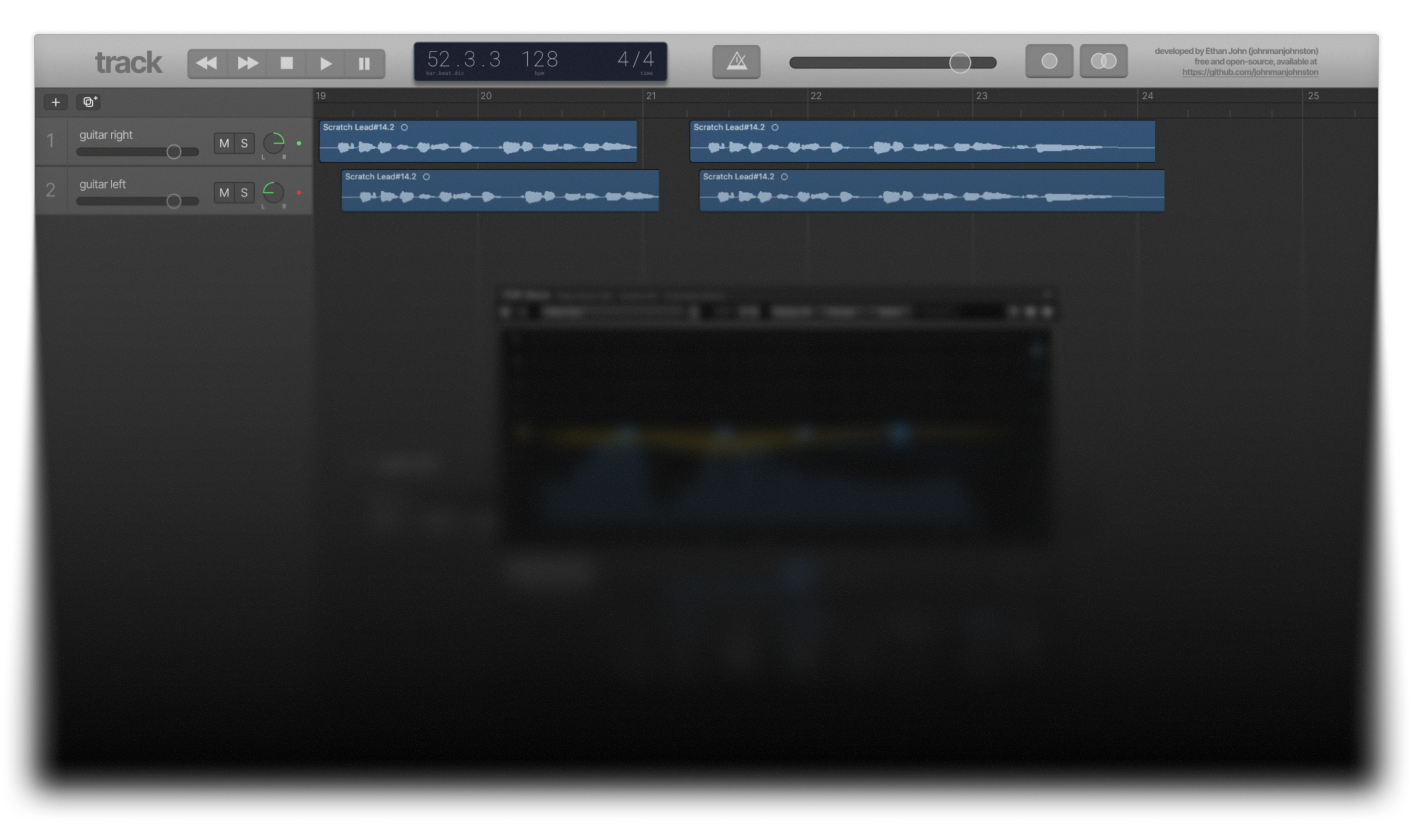 track
52.3.3 128 4/4
bar.beat.div bpm time
developed by Ethan John (johnmanjohnston)
free and open-source, available at
https://github.com/johnmanjohnston
+
19 20 21 22 23 24 25
1 guitar right M S
L R
Scratch Lead#14.2 Scratch Lead#14.2
2 guitar left M S
L R
Scratch Lead#14.2 Scratch Lead#14.2